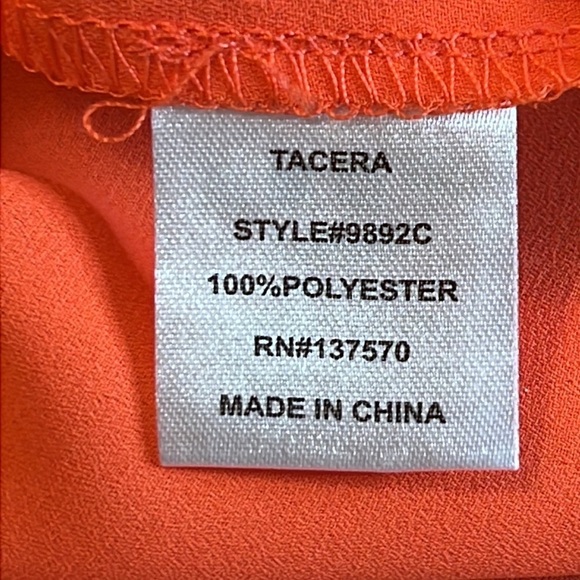 TACERA
STYLE#9892C
100%POLYESTER
RN#137570
MADE IN CHINA